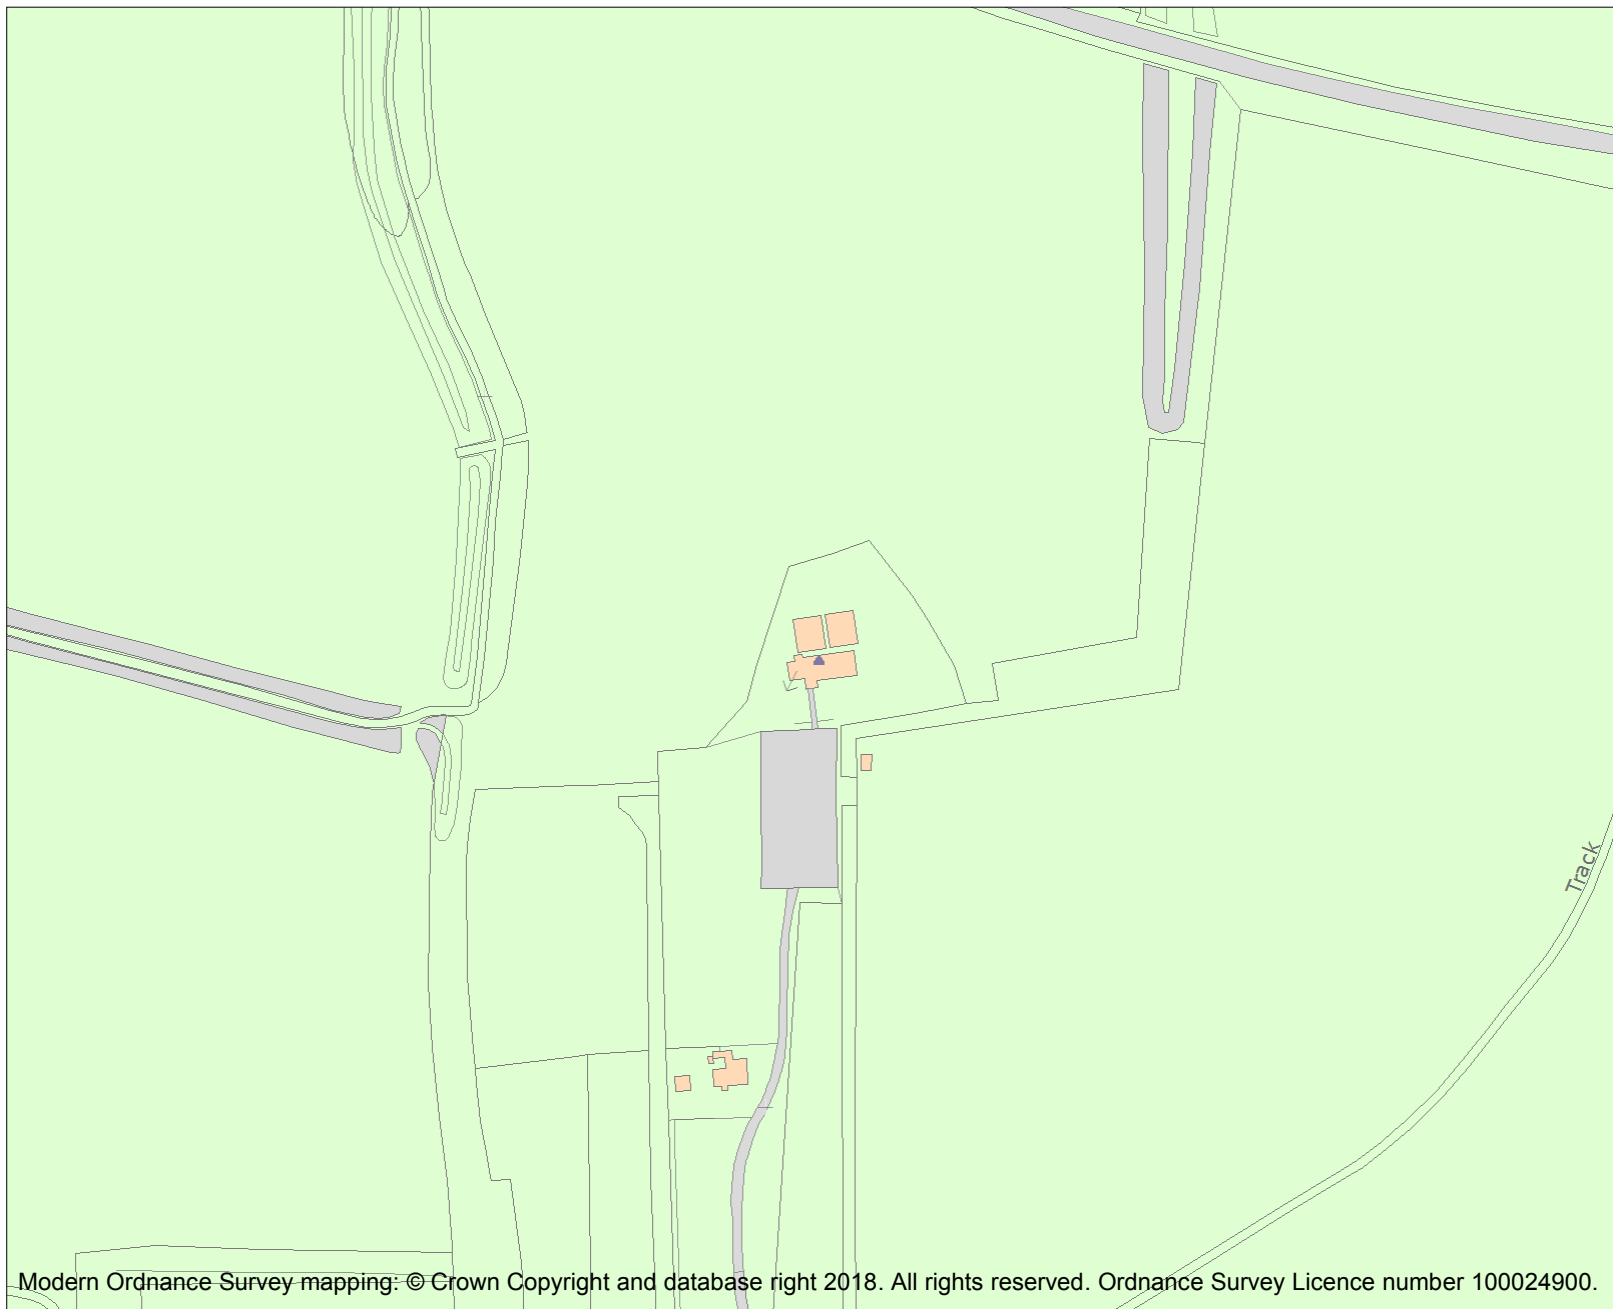 Track
Modern Ordnance Survey mapping: © Crown Copyright and database right 2018. All rights reserved. Ordnance Survey Licence number 100024900.